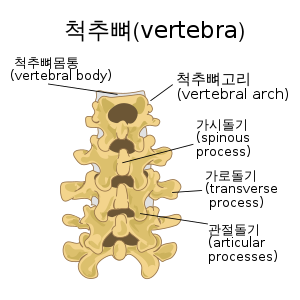 척추뼈(vertebra)
척추뼈몸통
(vertebral body)
척추뼈고리
(vertebral arch)
가시돌기
(spinous
process)
가로돌기
(transverse
process)
관절돌기
(articular
processes)